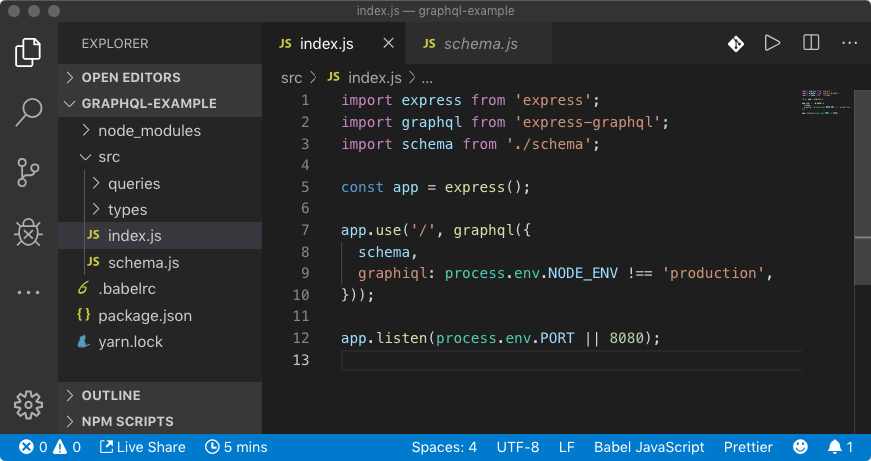 index.js — graphql-example
EXPLORER
OPEN EDITORS
GRAPHQL-EXAMPLE
node_modules
src
queries
types
JS index.js
JS schema.js
.babelrc
{} package.json
yarn.lock
OUTLINE
NPM SCRIPTS
JS index.js
JS schema.js
src > JS index.js > ...
1 import express from 'express';
2 import graphql from 'express-graphql';
3 import schema from './schema';
4
5 const app = express();
6
7 app.use('/', graphql({
8   schema,
9   graphiql: process.env.NODE_ENV !== 'production',
10 }));
11
12 app.listen(process.env.PORT || 8080);
13
0 0 Live Share 5 mins Spaces: 4 UTF-8 LF Babel JavaScript Prettier 1